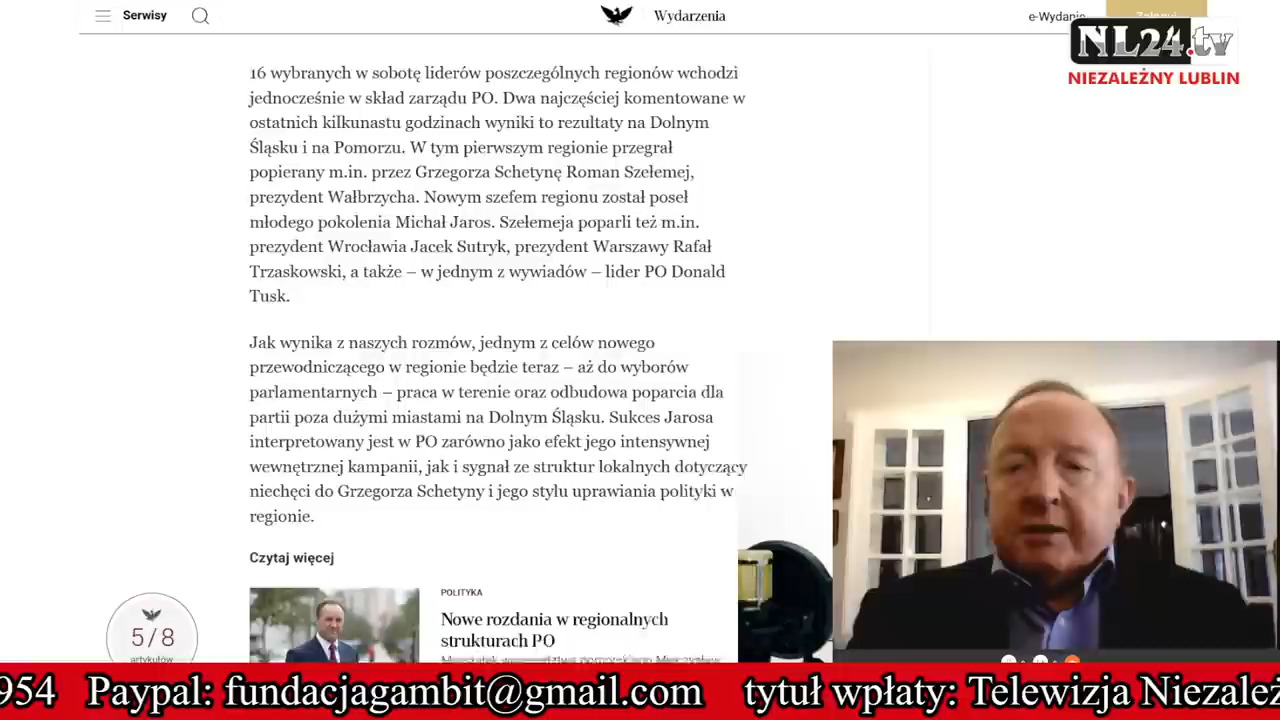 Serwisy
Wydarzenia
e-Wydanie
Zaloguj
NL24.tv
NIEZALEŻNY LUBLIN
16 wybranych w sobotę liderów poszczególnych regionów wchodzi
jednocześnie w skład zarządu PO. Dwa najczęściej komentowane w
ostatnich kilkunastu godzinach wyniki to rezultaty na Dolnym
Śląsku i na Pomorzu. W tym pierwszym regionie przegrał
popierany m.in. przez Grzegorza Schetynę Roman Szełemej,
prezydent Wałbrzycha. Nowym szefem regionu został poseł
młodego pokolenia Michał Jaros. Szełemeja poparli też m.in.
prezydent Wrocławia Jacek Sutryk, prezydent Warszawy Rafał
Trzaskowski, a także – w jednym z wywiadów – lider PO Donald
Tusk.
Jak wynika z naszych rozmów, jednym z celów nowego
przewodniczącego w regionie będzie teraz – aż do wyborów
parlamentarnych – praca w terenie oraz odbudowa poparcia dla
partii poza dużymi miastami na Dolnym Śląsku. Sukces Jarosa
interpretowany jest w PO zarówno jako efekt jego intensywnej
wewnętrznej kampanii, jak i sygnał ze struktur lokalnych dotyczący
niechęci do Grzegorza Schetyny i jego stylu uprawiania polityki w
regionie.
Czytaj więcej
POLITYKA
Nowe rozdania w regionalnych
strukturach PO
5/8
artykułów
954 Paypal: fundacjagambit@gmail.com tytuł wpłaty: Telewizja Niezależ